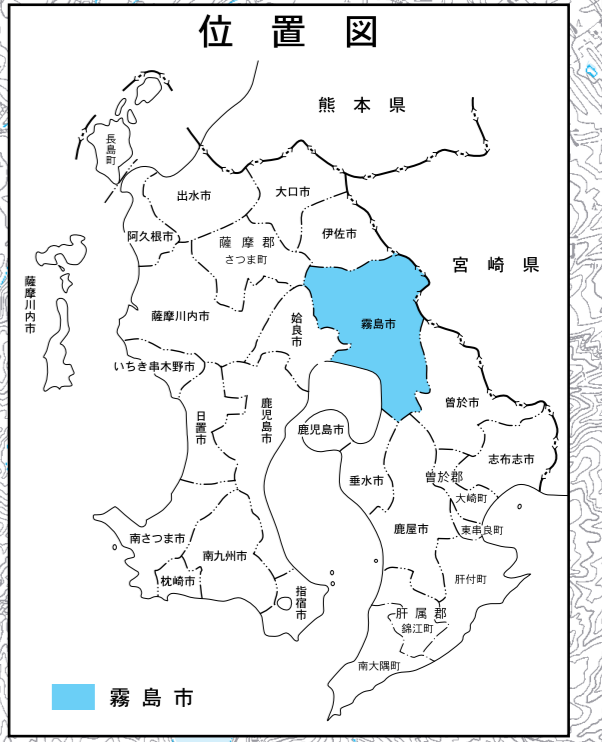 位置図
熊本県
長島町
出水市
大口市
阿久根市
薩摩郡
さつま町
伊佐市
宮崎県
薩摩川内市
薩摩川内市
姶良市
霧島市
いちき串木野市
日置市
鹿児島市
鹿児島市
曽於市
垂水市
曽於郡
志布志市
大崎町
鹿屋市
東串良町
南さつま市
南九州市
枕崎市
指宿市
肝付町
肝属郡
錦江町
南大隅町
霧島市